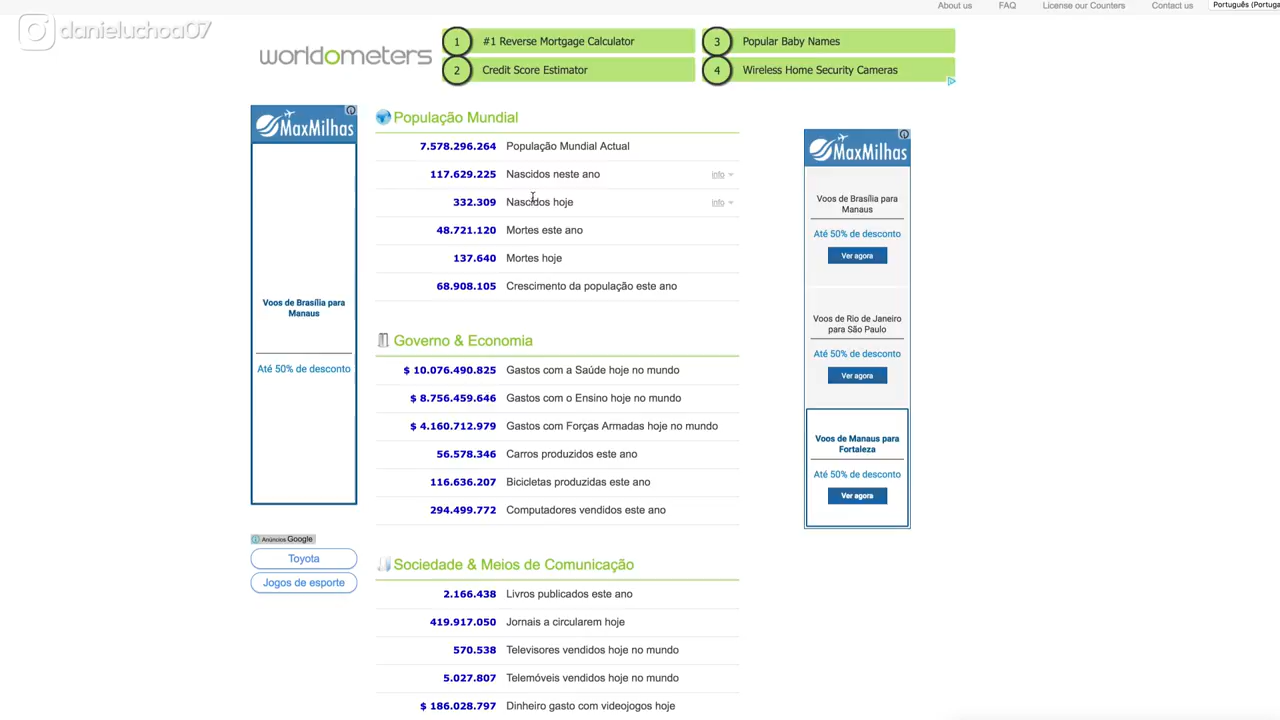 About us FAQ License our Counters Contact us Português (Portuga
danieluchoa07
worldometers
1 #1 Reverse Mortgage Calculator
3 Popular Baby Names
2 Credit Score Estimator
4 Wireless Home Security Cameras
MaxMilhas
Voos de Brasília para
Manaus
Até 50% de desconto
Anúncios Google
Toyota
Jogos de esporte
População Mundial
7.578.296.264 População Mundial Actual
117.629.225 Nascidos neste ano info
332.309 Nascidos hoje info
48.721.120 Mortes este ano
137.640 Mortes hoje
68.908.105 Crescimento da população este ano
Governo & Economia
$ 10.076.490.825 Gastos com a Saúde hoje no mundo
$ 8.756.459.646 Gastos com o Ensino hoje no mundo
$ 4.160.712.979 Gastos com Forças Armadas hoje no mundo
56.578.346 Carros produzidos este ano
116.636.207 Bicicletas produzidas este ano
294.499.772 Computadores vendidos este ano
Sociedade & Meios de Comunicação
2.166.438 Livros publicados este ano
419.917.050 Jornais a circularem hoje
570.538 Televisores vendidos hoje no mundo
5.027.807 Telemóveis vendidos hoje no mundo
$ 186.028.797 Dinheiro gasto com videojogos hoje
MaxMilhas
Voos de Brasília para
Manaus
Até 50% de desconto
Ver agora
Voos de Rio de Janeiro
para São Paulo
Até 50% de desconto
Ver agora
Voos de Manaus para
Fortaleza
Até 50% de desconto
Ver agora